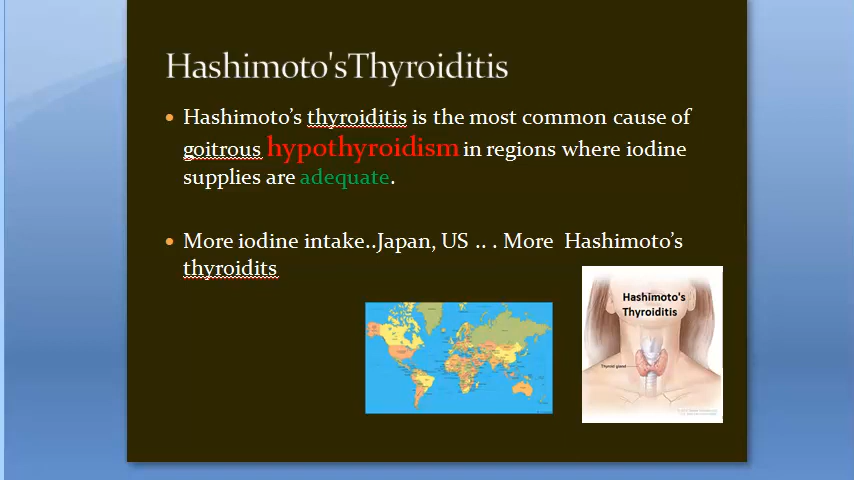 Hashimoto'sThyroiditis
Hashimoto's thyroiditis is the most common cause of
goitrous hypothyroidism in regions where iodine
supplies are adequate.
More iodine intake..Japan, US .. . More Hashimoto's
thyroidits
Hashimoto's
Thyroiditis
Thyroid gland